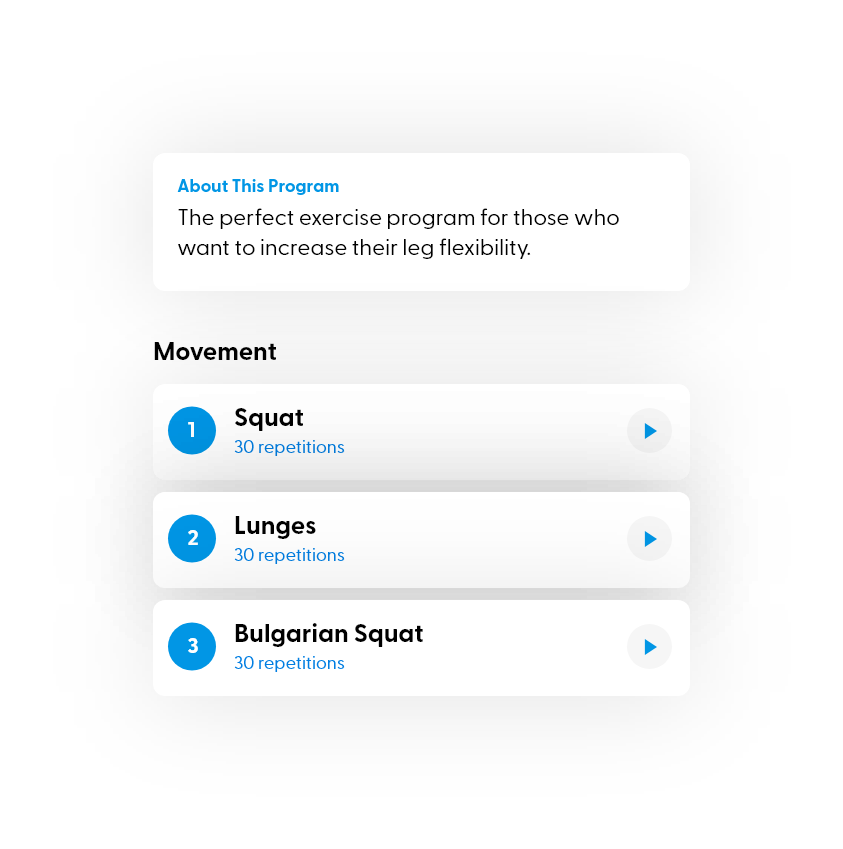 About This Program
The perfect exercise program for those who
want to increase their leg flexibility.
Movement
1
Squat
30 repetitions
2
Lunges
30 repetitions
3
Bulgarian Squat
30 repetitions